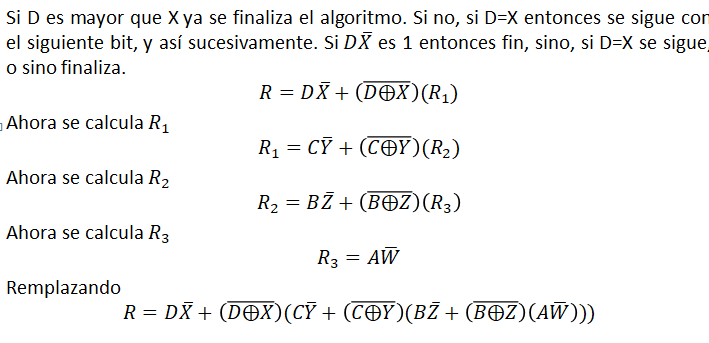 Si D es mayor que X ya se finaliza el algoritmo. Si no, si D=X entonces se sigue con
el siguiente bit, y así sucesivamente. Si DX̄ es 1 entonces fin, sino, si D=X se sigue,
o sino finaliza.
R = DX̄ + (D̅⊕̅X̅)(R₁)
Ahora se calcula R₁
R₁ = CȲ + (C̅⊕̅Y̅)(R₂)
Ahora se calcula R₂
R₂ = BZ̄ + (B̅⊕̅Z̅)(R₃)
Ahora se calcula R₃
R₃ = AW̄
Remplazando
R = DX̄ + (D̅⊕̅X̅)(CȲ + (C̅⊕̅Y̅)(BZ̄ + (B̅⊕̅Z̅)(AW̄)))